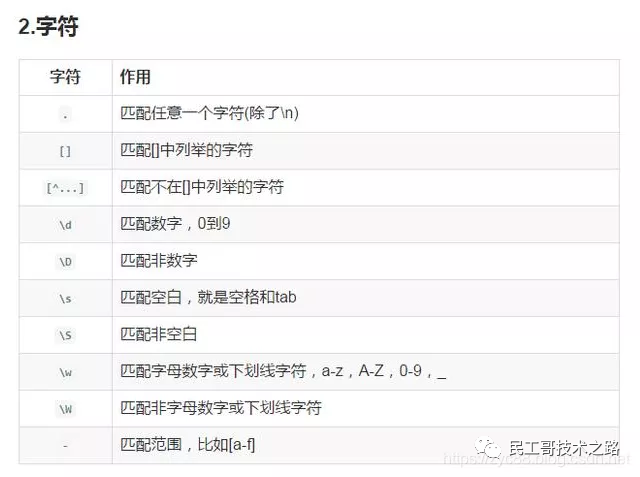 2.字符
字符 作用
. 匹配任意一个字符(除了\n)
[] 匹配[]中列举的字符
[^...] 匹配不在[]中列举的字符
\d 匹配数字，0到9
\D 匹配非数字
\s 匹配空白，就是空格和tab
\S 匹配非空白
\w 匹配字母数字或下划线字符，a-z，A-Z，0-9，_
\W 匹配非字母数字或下划线字符
- 匹配范围，比如[a-f]
民工哥技术之路